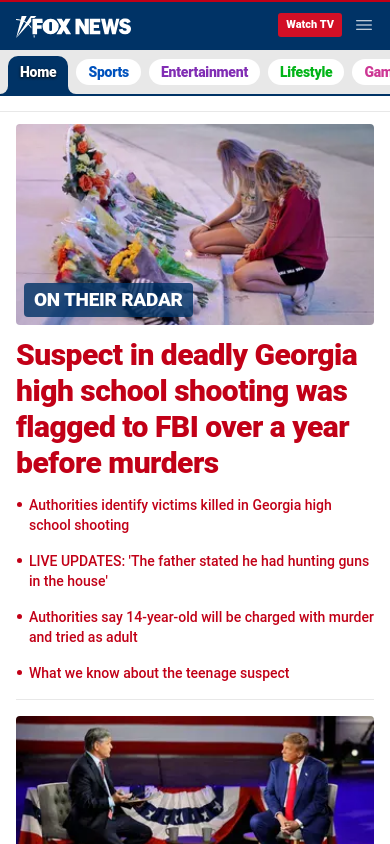 FOX NEWS
Watch TV
Home
Sports
Entertainment
Lifestyle
Gam
ON THEIR RADAR
Suspect in deadly Georgia
high school shooting was
flagged to FBI over a year
before murders
• Authorities identify victims killed in Georgia high
school shooting
• LIVE UPDATES: 'The father stated he had hunting guns
in the house'
• Authorities say 14-year-old will be charged with murder
and tried as adult
• What we know about the teenage suspect